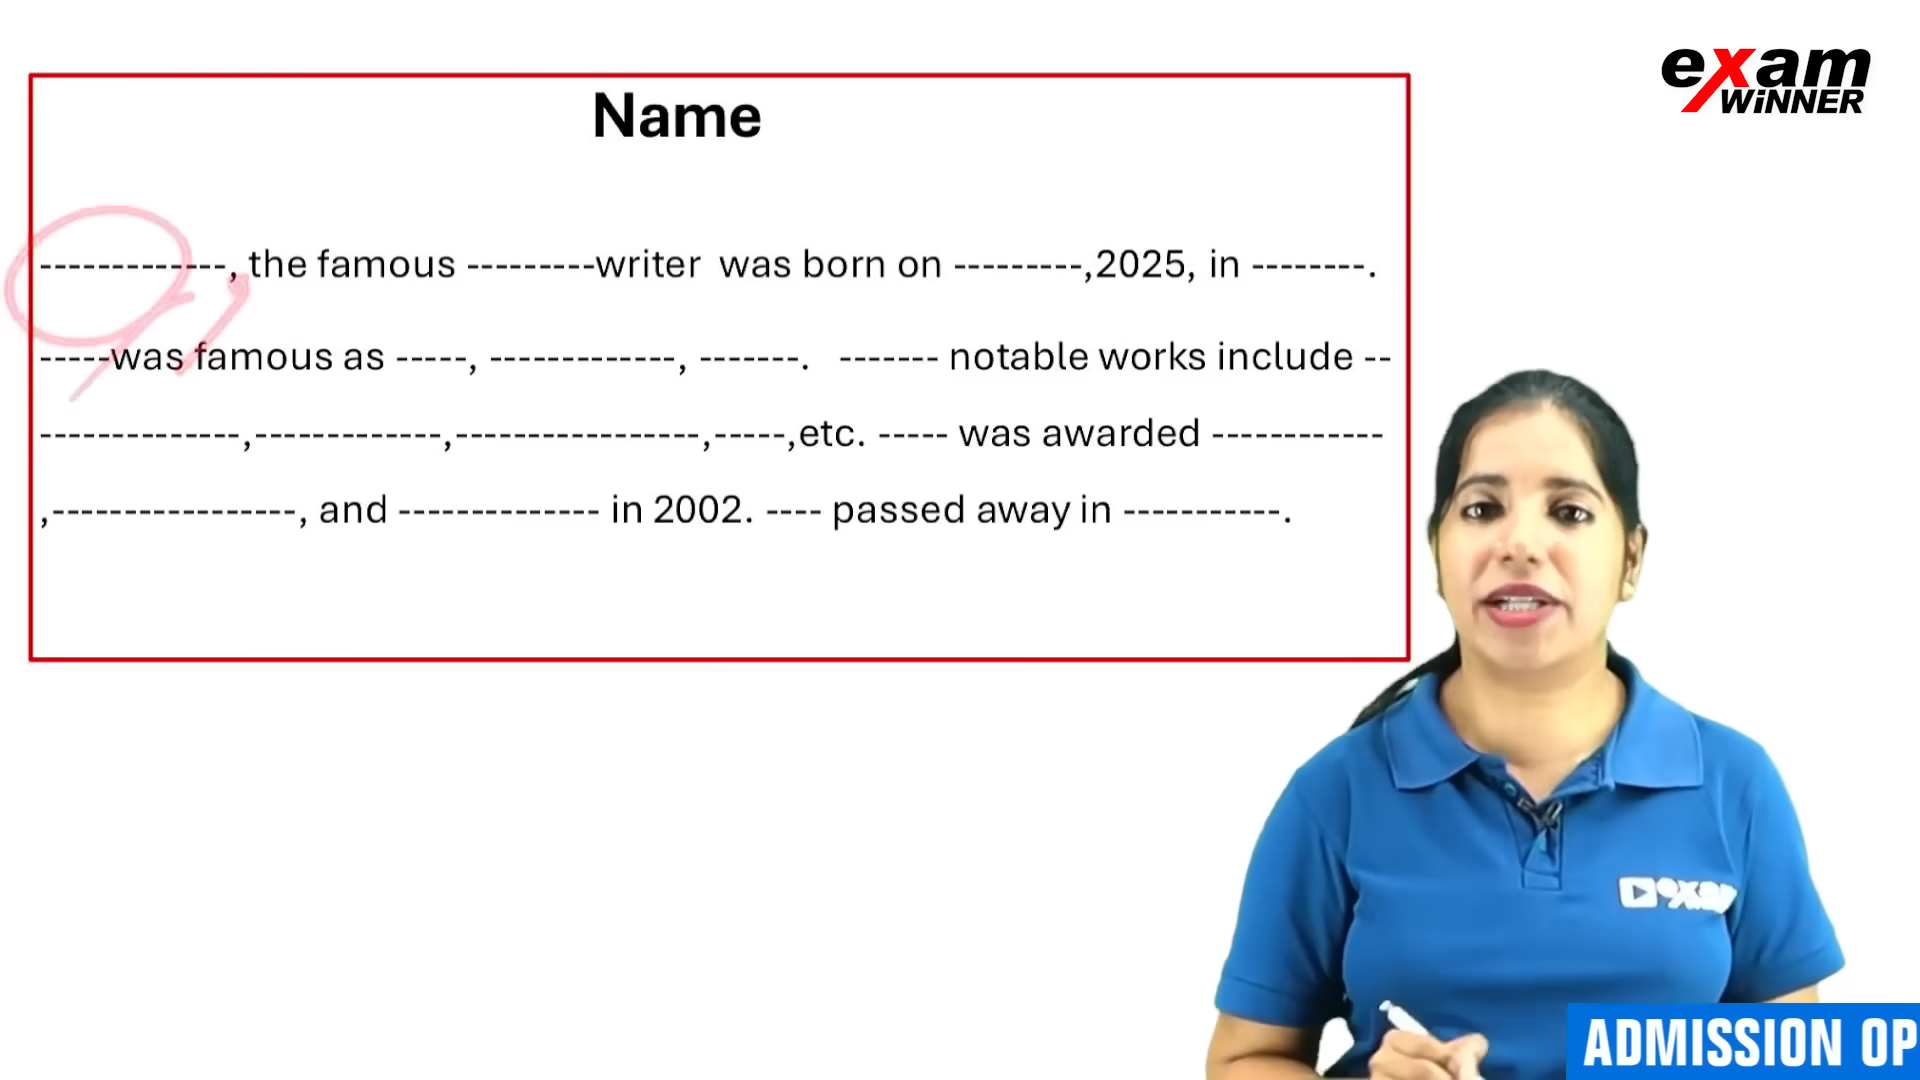 exam
WiNNER
Name
-------------, the famous ---------writer was born on ---------,2025, in --------.
-----was famous as -----, -------------, -------. ------- notable works include --
--------------,-------------,-----------------,-----,etc. ----- was awarded ------------
,-----------------, and -------------- in 2002. ---- passed away in -----------.
exam
ADMISSION OP